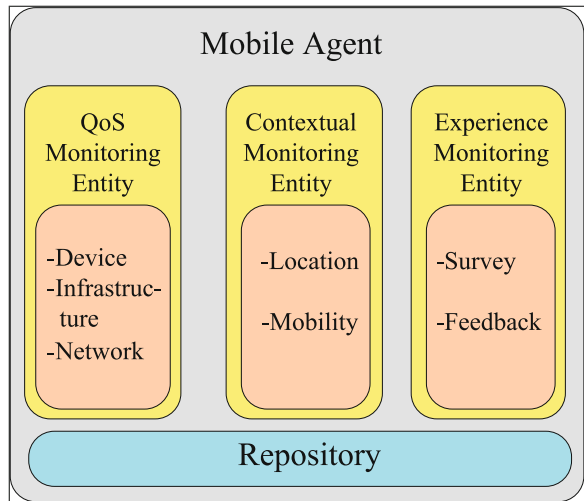 Mobile Agent
QoS
Monitoring
Entity
-Device
-Infrastruc-
ture
-Network
Contextual
Monitoring
Entity
-Location
-Mobility
Experience
Monitoring
Entity
-Survey
-Feedback
Repository